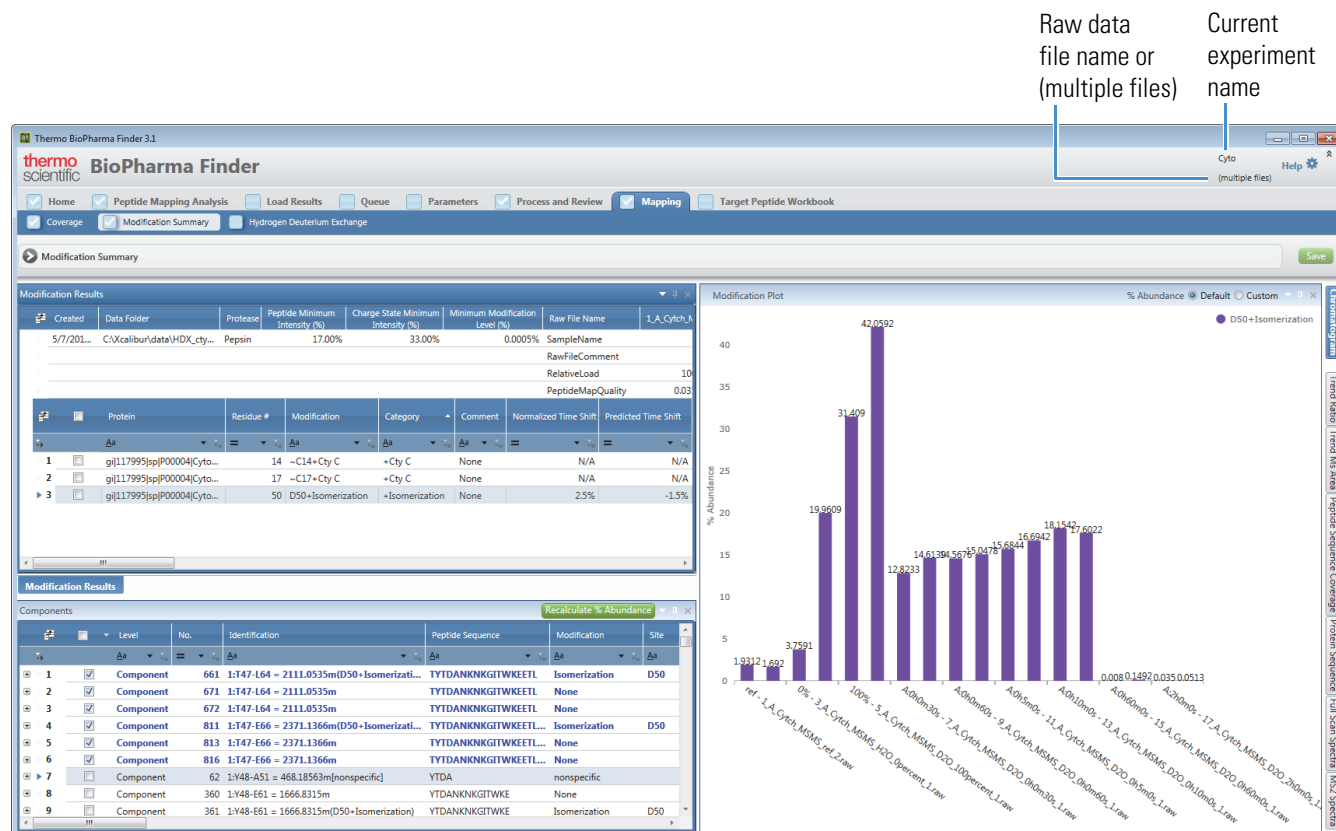 Raw data
file name or
(multiple files)
Current
experiment
name
Thermo BioPharma Finder 3.1
thermo
scientific
BioPharma Finder
Cyto
(multiple files)
Help
Home Peptide Mapping Analysis Load Results Queue Parameters Process and Review Mapping Target Peptide Workbook
Coverage Modification Summary Hydrogen Deuterium Exchange
Modification Summary
Save
Modification Results
Created Data Folder Protease Peptide Minimum Intensity (%) Charge State Minimum Intensity (%) Minimum Modification Level (%) Raw File Name 1_A_Cytch_M
5/7/201... C:\Xcalibur\data\HDX_cty... Pepsin 17.00% 33.00% 0.0005% SampleName
RawFileComment
RelativeLoad 10
PeptideMapQuality 0.03
Protein Residue # Modification Category Comment Normalized Time Shift Predicted Time Shift
Aa = Aa Aa Aa = =
1 gi|117995|sp|P00004|Cyto... 14 ~C14+Cty C +Cty C None N/A N/A
2 gi|117995|sp|P00004|Cyto... 17 ~C17+Cty C +Cty C None N/A N/A
3 gi|117995|sp|P00004|Cyto... 50 D50+Isomerization +Isomerization None 2.5% -1.5%
Modification Results
Components
Recalculate % Abundance
Level No. Identification Peptide Sequence Modification Site
Aa = Aa Aa Aa Aa
1 Component 661 1:T47-L64 = 2111.0535m(D50+Isomerizati... TYTDANKNKGITWKEETL Isomerization D50
2 Component 671 1:T47-L64 = 2111.0535m TYTDANKNKGITWKEETL None
3 Component 672 1:T47-L64 = 2111.0535m TYTDANKNKGITWKEETL None
4 Component 811 1:T47-E66 = 2371.1366m(D50+Isomerizati... TYTDANKNKGITWKEETL... Isomerization D50
5 Component 813 1:T47-E66 = 2371.1366m TYTDANKNKGITWKEETL... None
6 Component 816 1:T47-E66 = 2371.1366m TYTDANKNKGITWKEETL... None
7 Component 62 1:Y48-A51 = 468.18563m[nonspecific] YTDA nonspecific
8 Component 360 1:Y48-E61 = 1666.8315m YTDANKNKGITWKE None
9 Component 361 1:Y48-E61 = 1666.8315m(D50+Isomerization) YTDANKNKGITWKE Isomerization D50
Modification Plot
% Abundance Default Custom
D50+Isomerization
% Abundance
40
35
30
25
20
15
10
5
0
1.9312
1.692
3.7591
19.9609
31.409
42.0592
12.8233
14.6139
14.5676
15.0478
15.6844
16.6942
18.1542
17.6022
0.008
0.1492
0.035
0.0513
ref - 1_A_Cytch_MSMS_ref_2.raw
0% - 3_A_Cytch_MSMS_H2O_0percent_1.raw
100% - 5_A_Cytch_MSMS_D2O_100percent_1.raw
A:0h0m30s - 7_A_Cytch_MSMS_D2O_0h0m30s_1.raw
A:0h0m60s - 9_A_Cytch_MSMS_D2O_0h0m60s_1.raw
A:0h5m0s - 11_A_Cytch_MSMS_D2O_0h5m0s_1.raw
A:0h10m0s - 13_A_Cytch_MSMS_D2O_0h10m0s_1.raw
A:0h60m0s - 15_A_Cytch_MSMS_D2O_0h60m0s_1.raw
A:2h0m0s - 17_A_Cytch_MSMS_D2O_2h0m0s_1.
Chromatogram
Trend Ratio
Trend Ms Area
Peptide Sequence Coverage
Protein Sequence
Full Scan Spectra
MS2 Spectra